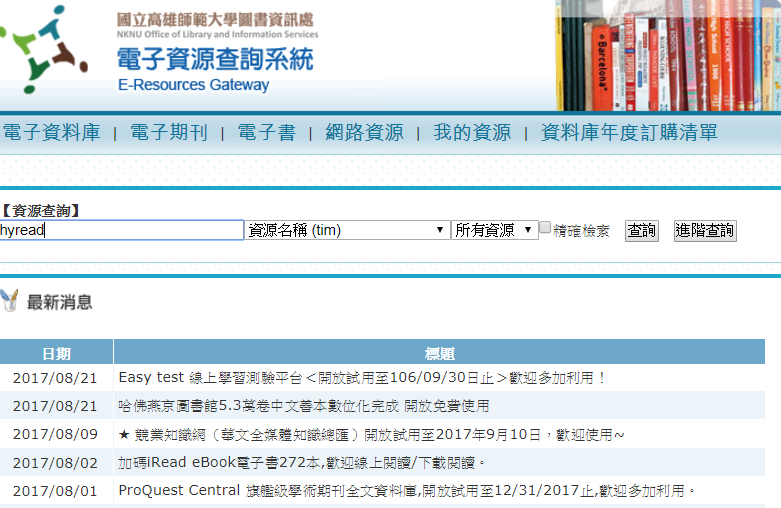 國立高雄師範大學圖書資訊處
NKNU Office of Library and Information Services
電子資源查詢系統
E-Resources Gateway
Barcelona
電子資料庫 | 電子期刊 | 電子書 | 網路資源 | 我的資源 | 資料庫年度訂購清單
【資源查詢】
hyread 資源名稱 (tim) 所有資源 精確檢索 查詢 進階查詢
最新消息
日期 標題
2017/08/21 Easy test 線上學習測驗平台＜開放試用至106/09/30日止＞歡迎多加利用！
2017/08/21 哈佛燕京圖書館5.3萬卷中文善本數位化完成 開放免費使用
2017/08/09 ★ 競業知識網（華文全媒體知識總匯）開放試用至2017年9月10日，歡迎使用~
2017/08/02 加碼iRead eBook電子書272本,歡迎線上閱讀/下載閱讀。
2017/08/01 ProQuest Central 旗艦級學術期刊全文資料庫,開放試用至12/31/2017止,歡迎多加利用。